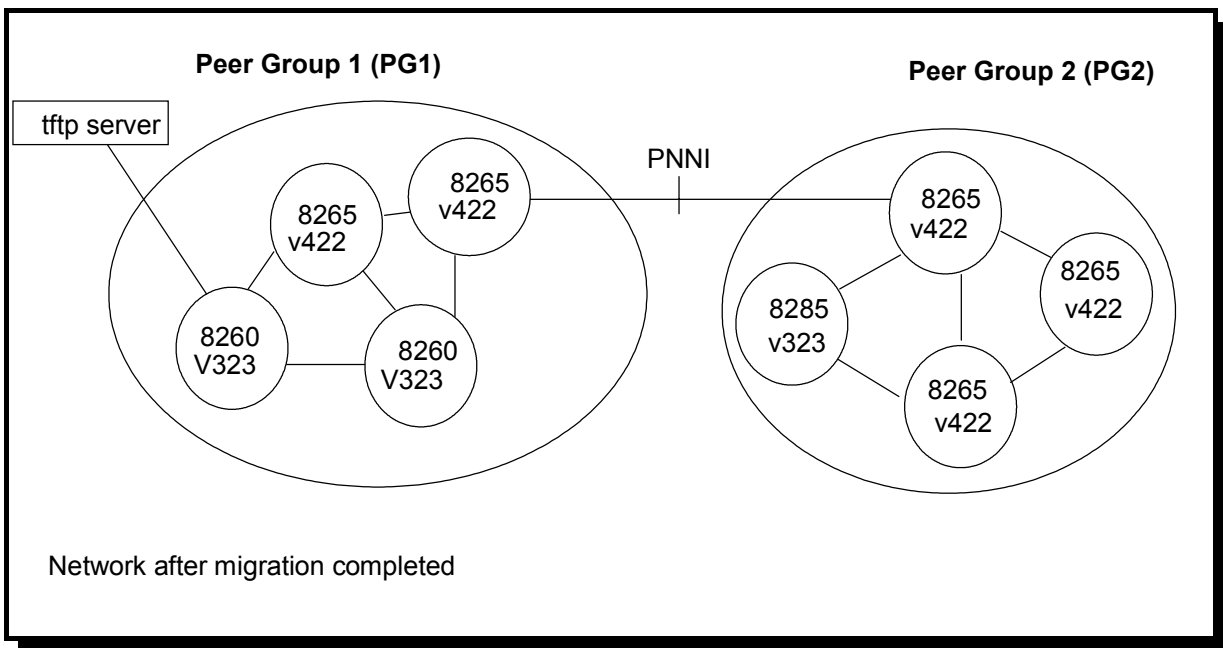 Peer Group 1 (PG1)
Peer Group 2 (PG2)
tftp server
PNNI
8265
v422
8265
v422
8260
V323
8260
V323
8265
v422
8265
v422
8285
v323
8265
v422
Network after migration completed